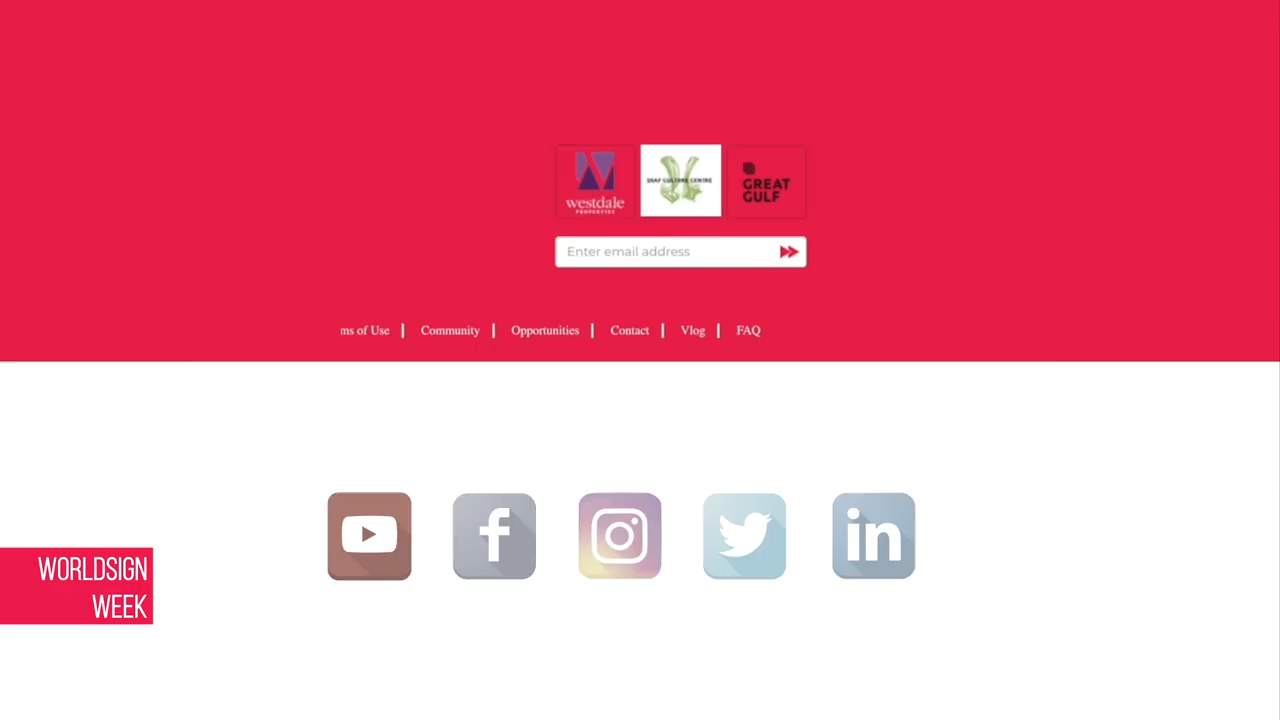 westdale
PROPERTIES
DEAF CULTURE CENTRE
GREAT
GULF
Enter email address
ms of Use | Community | Opportunities | Contact | Vlog | FAQ
f
in
WORLDSIGN
WEEK